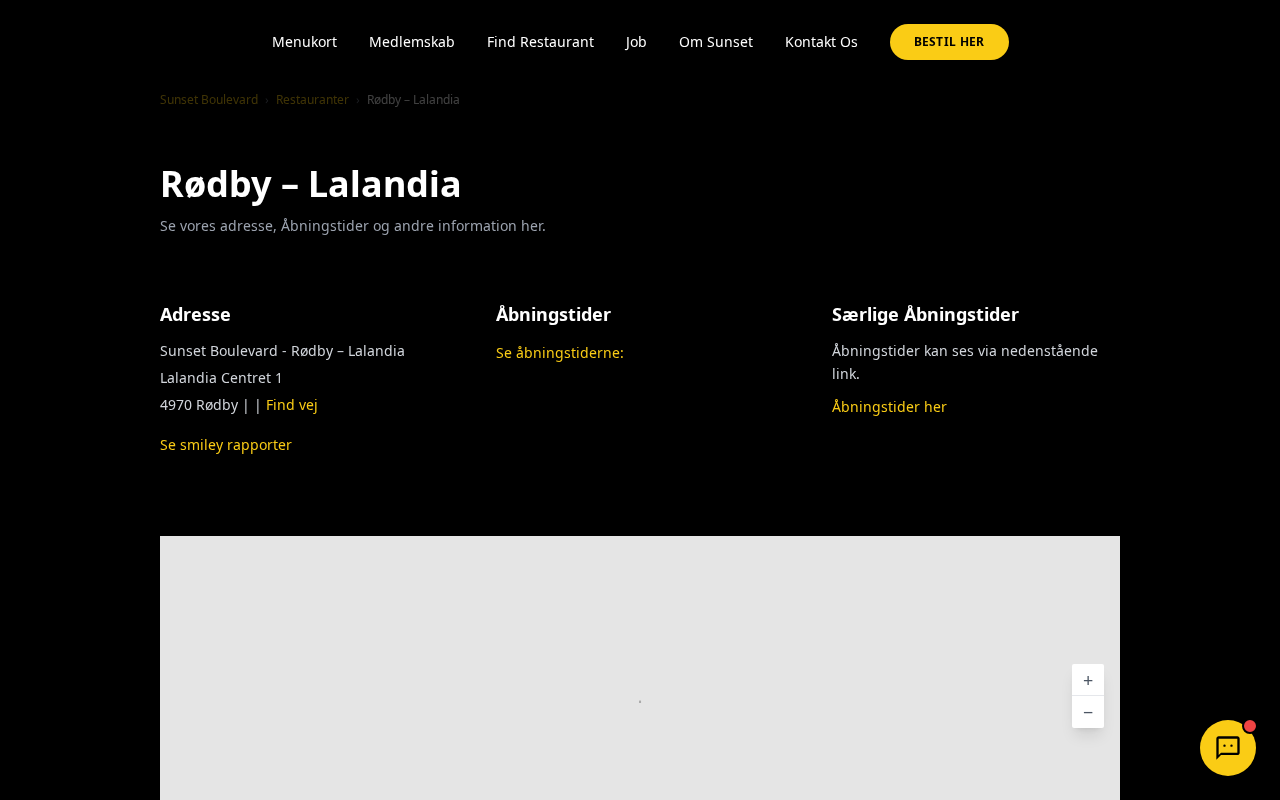 Menukort Medlemskab Find Restaurant Job Om Sunset Kontakt Os BESTIL HER
Sunset Boulevard › Restauranter › Rødby – Lalandia
Rødby – Lalandia
Se vores adresse, Åbningstider og andre information her.
Adresse
Sunset Boulevard - Rødby – Lalandia
Lalandia Centret 1
4970 Rødby | | Find vej
Se smiley rapporter
Åbningstider
Se åbningstiderne:
Særlige Åbningstider
Åbningstider kan ses via nedenstående
link.
Åbningstider her
+
−